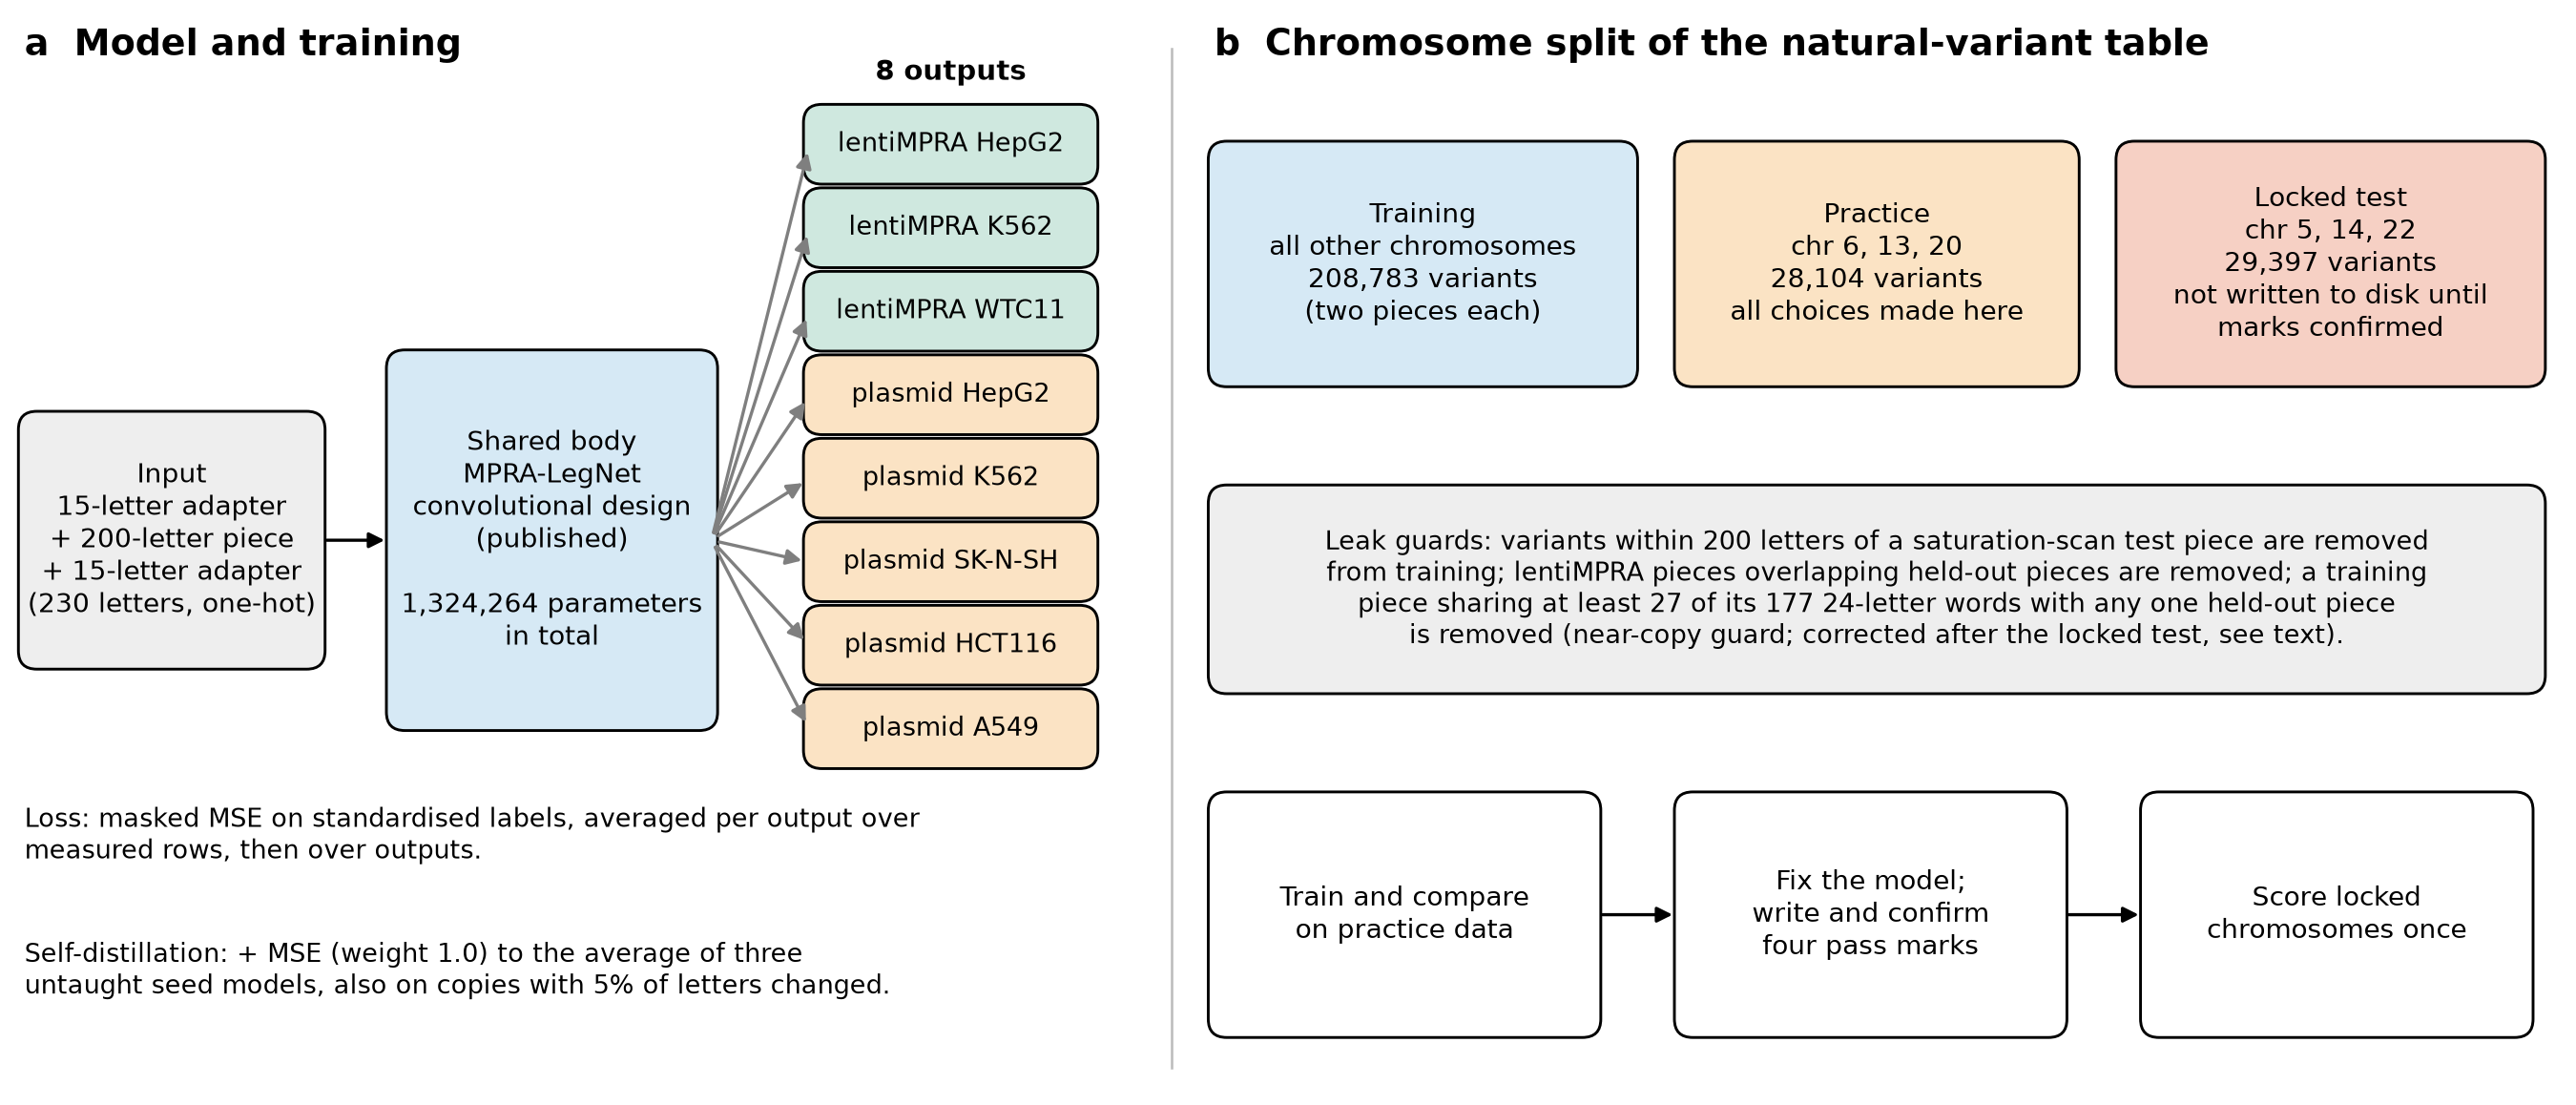 a Model and training
8 outputs
lentiMPRA HepG2
lentiMPRA K562
lentiMPRA WTC11
plasmid HepG2
plasmid K562
plasmid SK-N-SH
plasmid HCT116
plasmid A549
Input
15-letter adapter
+ 200-letter piece
+ 15-letter adapter
(230 letters, one-hot)
Shared body
MPRA-LegNet
convolutional design
(published)
1,324,264 parameters
in total
Loss: masked MSE on standardised labels, averaged per output over
measured rows, then over outputs.
Self-distillation: + MSE (weight 1.0) to the average of three
untaught seed models, also on copies with 5% of letters changed.
b Chromosome split of the natural-variant table
Training
all other chromosomes
208,783 variants
(two pieces each)
Practice
chr 6, 13, 20
28,104 variants
all choices made here
Locked test
chr 5, 14, 22
29,397 variants
not written to disk until
marks confirmed
Leak guards: variants within 200 letters of a saturation-scan test piece are removed
from training; lentiMPRA pieces overlapping held-out pieces are removed; a training
piece sharing at least 27 of its 177 24-letter words with any one held-out piece
is removed (near-copy guard; corrected after the locked test, see text).
Train and compare
on practice data
Fix the model;
write and confirm
four pass marks
Score locked
chromosomes once